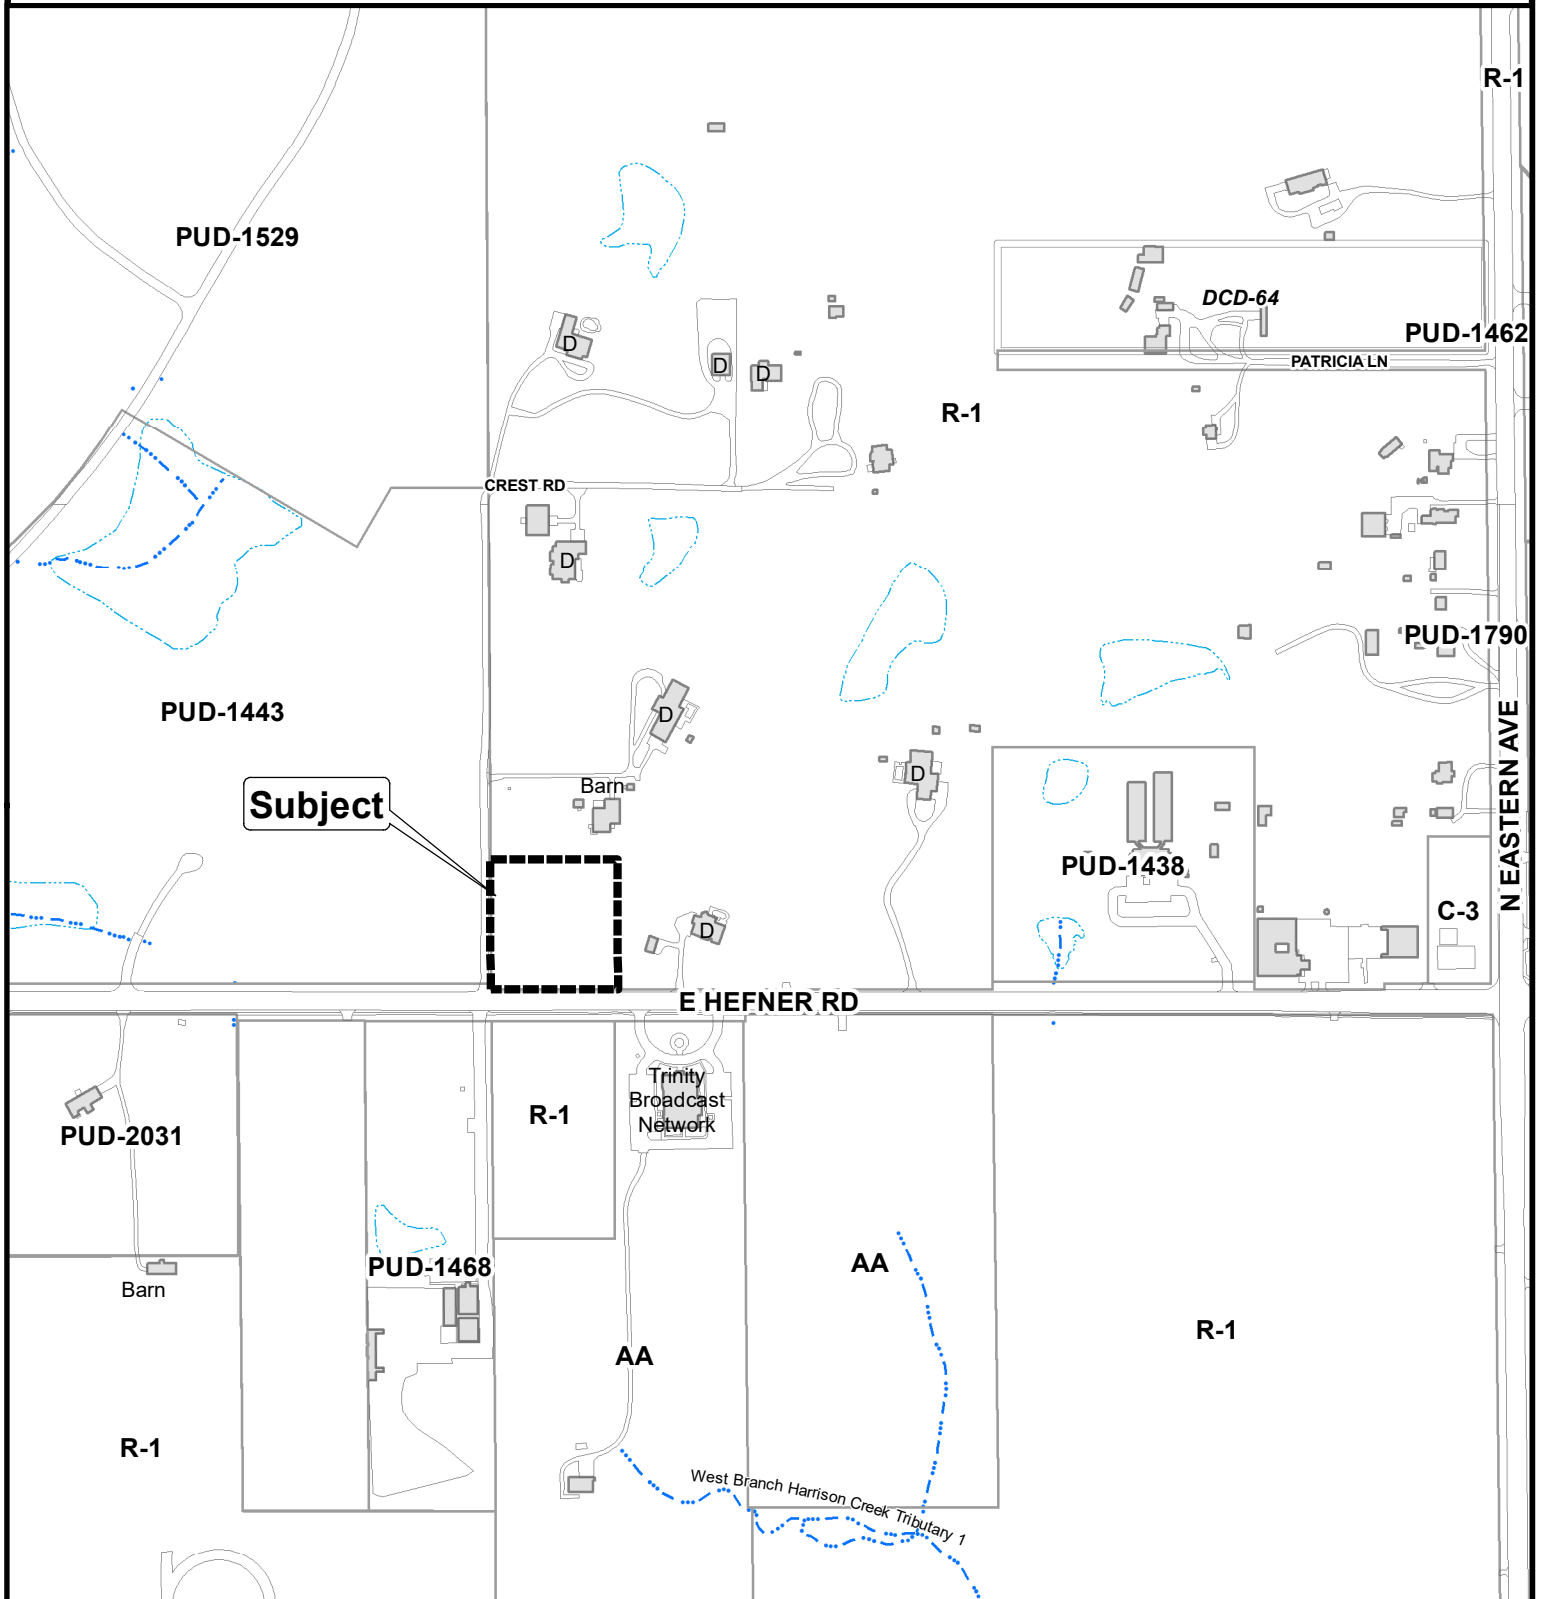 R-1
PUD-1529
DCD-64
PUD-1462
D
D
D
PATRICIA LN
R-1
CREST RD
D
PUD-1790
PUD-1443
D
N EASTERN AVE
D
Barn
Subject
PUD-1438
C-3
D
E HEFNER RD
Trinity
Broadcast
Network
R-1
PUD-2031
AA
PUD-1468
Barn
R-1
AA
R-1
West Branch Harrison Creek Tributary 1